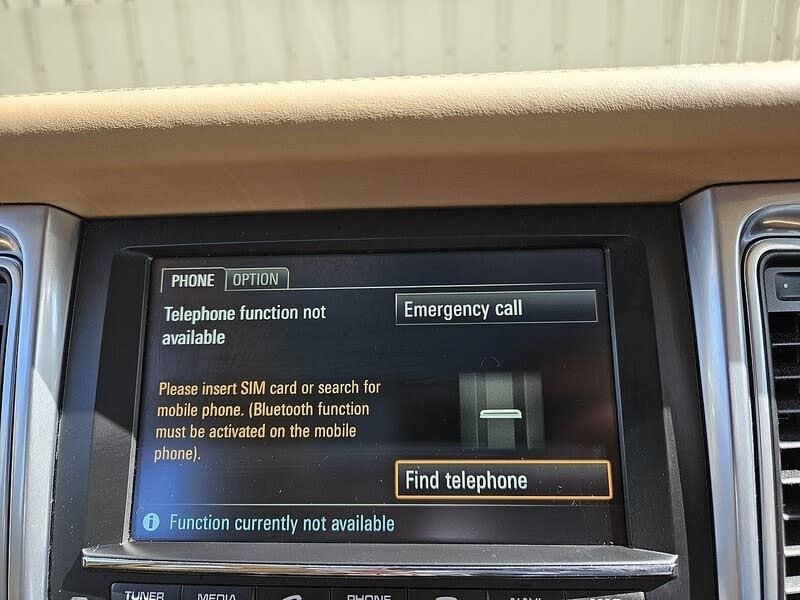 PHONE OPTION
Telephone function not
available
Emergency call
Please insert SIM card or search for
mobile phone. (Bluetooth function
must be activated on the mobile
phone).
Find telephone
Function currently not available
TUNER MEDIA PHONE